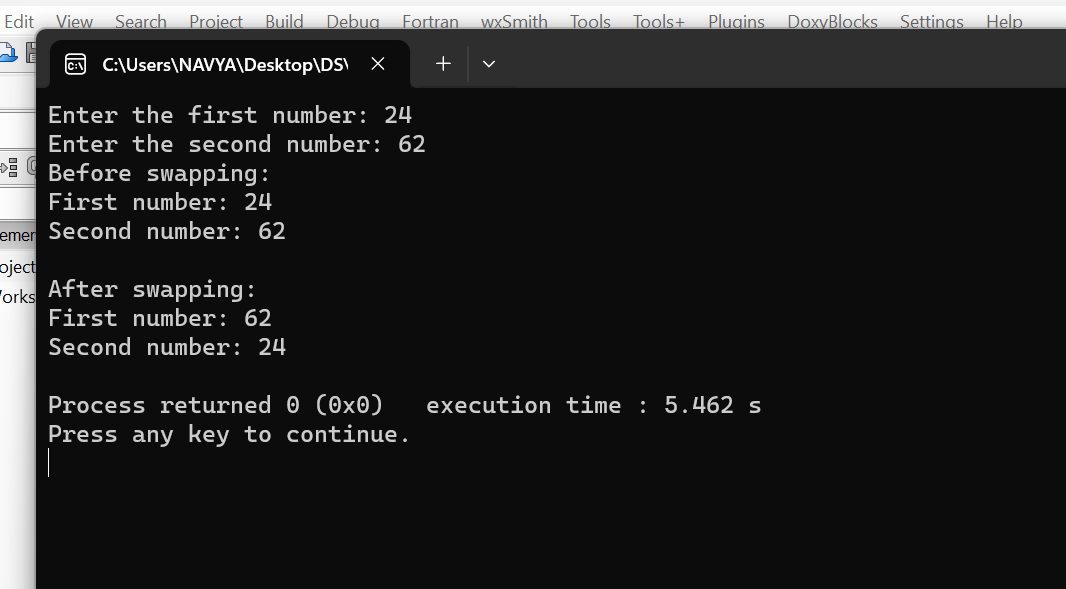 Edit View Search Project Build Debug Fortran wxSmith Tools Tools+ Plugins DoxyBlocks Settings Help
C:\Users\NAVYA\Desktop\DS\
Enter the first number: 24
Enter the second number: 62
Before swapping:
First number: 24
Second number: 62
After swapping:
First number: 62
Second number: 24
Process returned 0 (0x0)   execution time : 5.462 s
Press any key to continue.